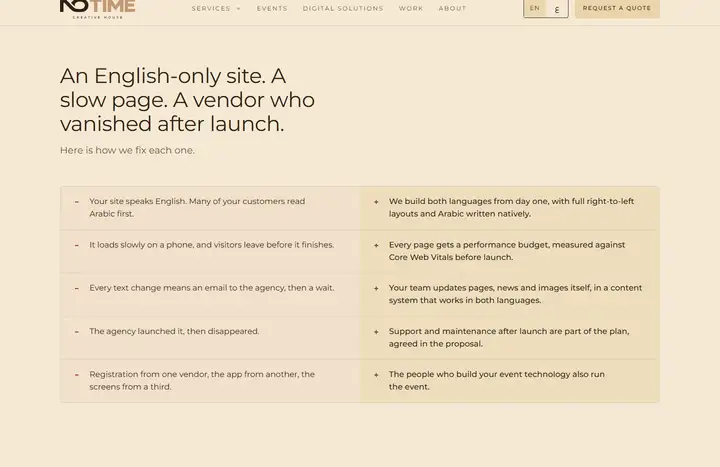 NOTIME
CREATIVE HOUSE
SERVICES
EVENTS
DIGITAL SOLUTIONS
WORK
ABOUT
EN
ع
REQUEST A QUOTE
An English-only site. A
slow page. A vendor who
vanished after launch.
Here is how we fix each one.
– Your site speaks English. Many of your customers read
Arabic first.
+ We build both languages from day one, with full right-to-left
layouts and Arabic written natively.
– It loads slowly on a phone, and visitors leave before it finishes.
+ Every page gets a performance budget, measured against
Core Web Vitals before launch.
– Every text change means an email to the agency, then a wait.
+ Your team updates pages, news and images itself, in a content
system that works in both languages.
– The agency launched it, then disappeared.
+ Support and maintenance after launch are part of the plan,
agreed in the proposal.
– Registration from one vendor, the app from another, the
screens from a third.
+ The people who build your event technology also run
the event.